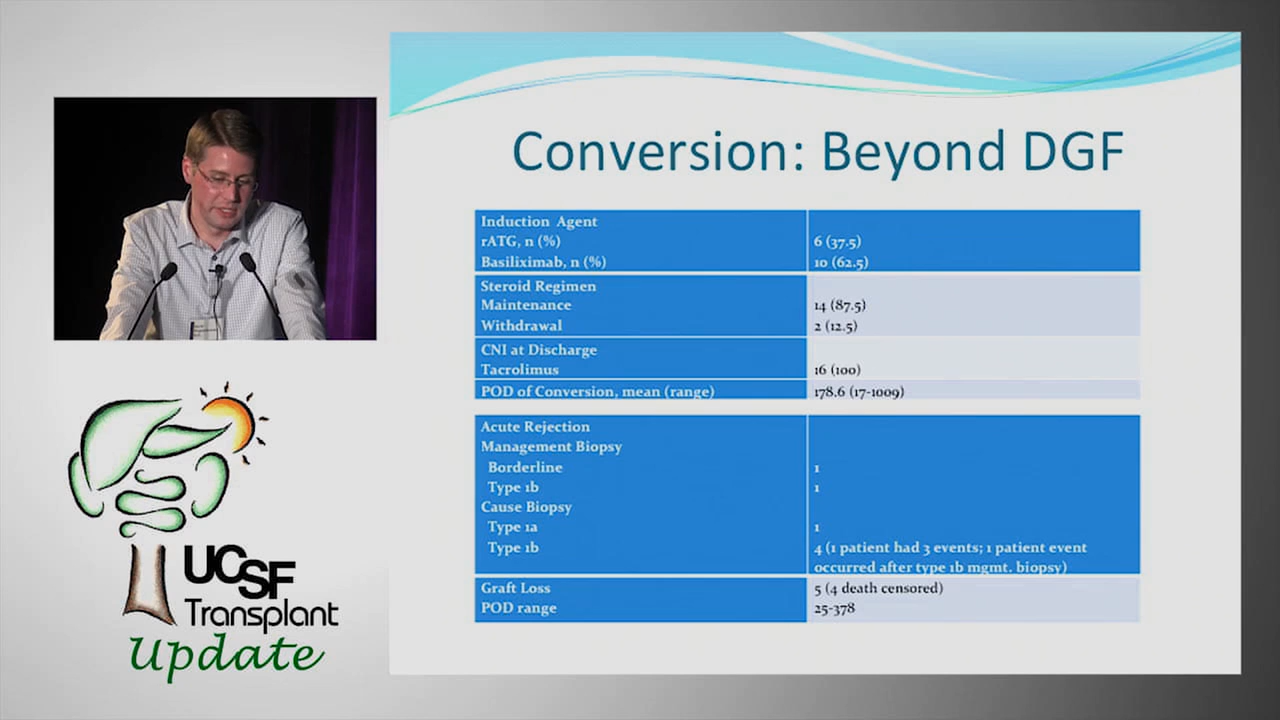 Conversion: Beyond DGF
Induction Agent
rATG, n (%) 6 (37.5)
Basiliximab, n (%) 10 (62.5)
Steroid Regimen
Maintenance 14 (87.5)
Withdrawal 2 (12.5)
CNI at Discharge
Tacrolimus 16 (100)
POD of Conversion, mean (range) 178.6 (17-1009)
Acute Rejection
Management Biopsy
Borderline 1
Type 1b 1
Cause Biopsy
Type 1a 1
Type 1b 4 (1 patient had 3 events; 1 patient event
occurred after type 1b mgmt. biopsy)
Graft Loss 5 (4 death censored)
POD range 25-378
UCSF
Transplant
Update